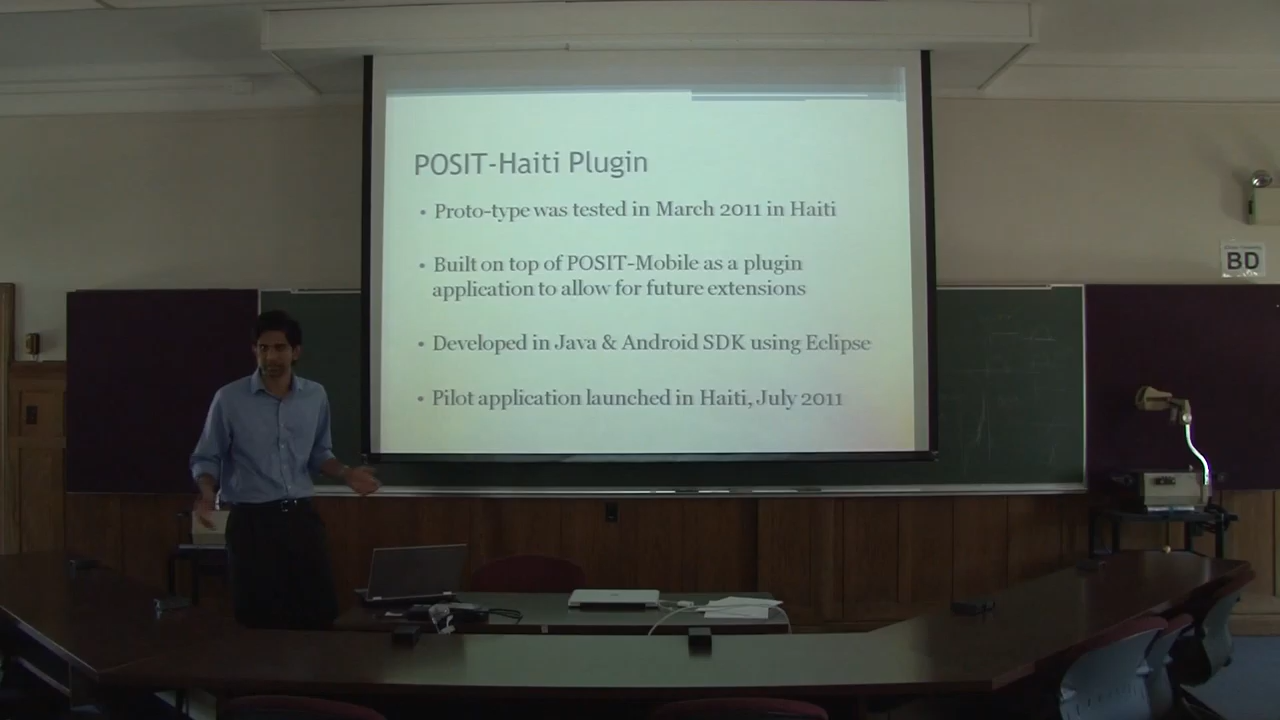 POSIT-Haiti Plugin
• Proto-type was tested in March 2011 in Haiti
• Built on top of POSIT-Mobile as a plugin
application to allow for future extensions
• Developed in Java & Android SDK using Eclipse
• Pilot application launched in Haiti, July 2011
BD